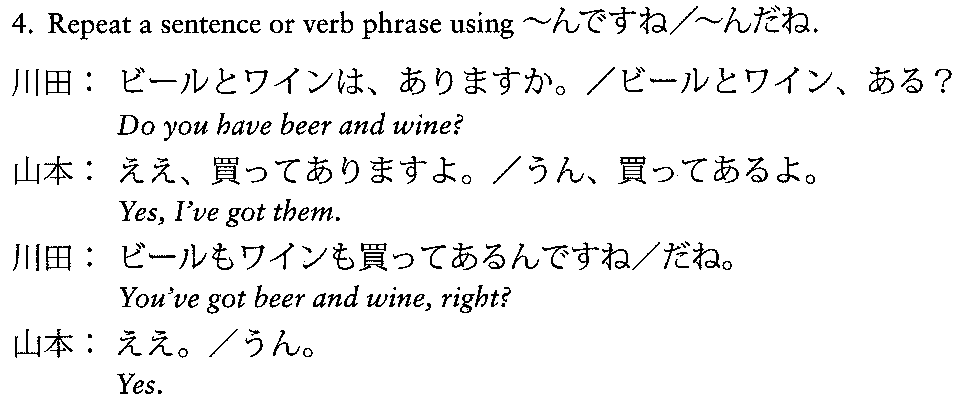 4. Repeat a sentence or verb phrase using ～んですね／～んだね.
川田： ビールとワインは、ありますか。／ビールとワイン、ある？
Do you have beer and wine?
山本： ええ、買ってありますよ。／うん、買ってあるよ。
Yes, I've got them.
川田： ビールもワインも買ってあるんですね／だね。
You've got beer and wine, right?
山本： ええ。／うん。
Yes.